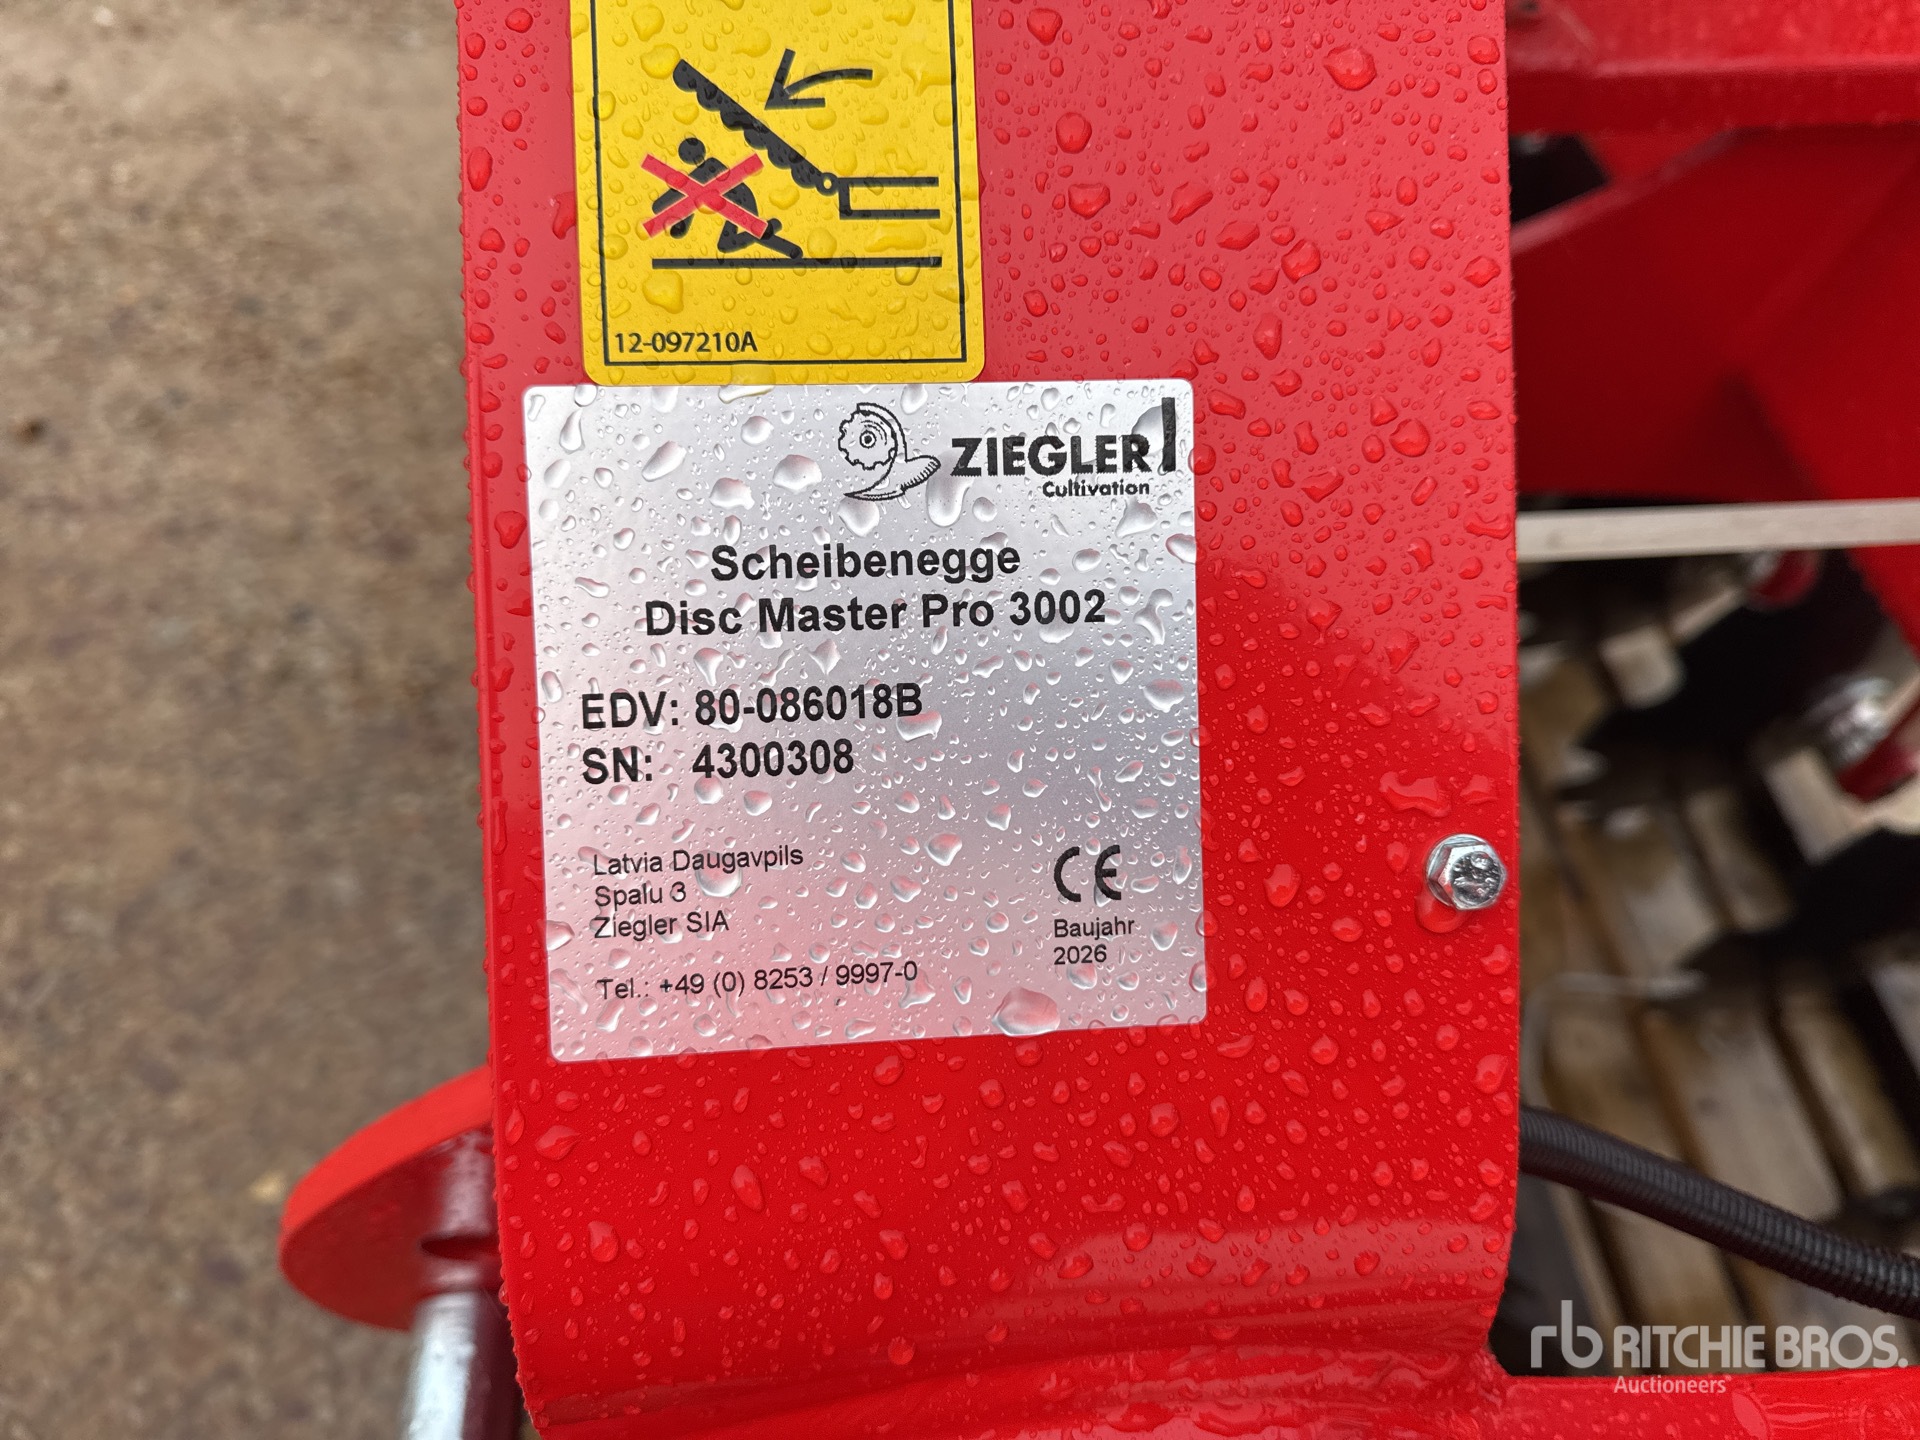 12-097210A
ZIEGLER
Cultivation
Scheibenegge
Disc Master Pro 3002
EDV: 80-086018B
SN: 4300308
Latvia Daugavpils
Spalu 3
Ziegler SIA
Tel.: +49 (0) 8253 / 9997-0
CE
Baujahr
2026
rb RITCHIE BROS.
Auctioneers